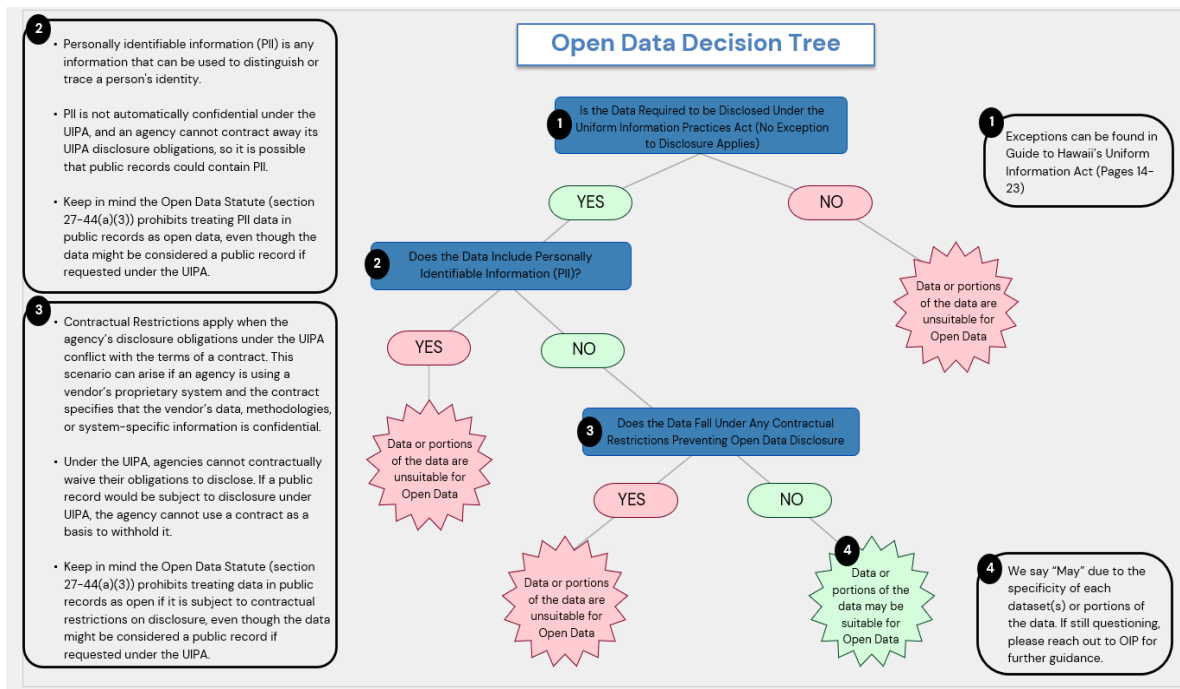 Open Data Decision Tree
2
• Personally identifiable information (PII) is any
information that can be used to distinguish or
trace a person's identity.
• PII is not automatically confidential under the
UIPA, and an agency cannot contract away its
UIPA disclosure obligations, so it is possible
that public records could contain PII.
• Keep in mind the Open Data Statute (section
27-44(a)(3)) prohibits treating PII data in
public records as open data, even though the
data might be considered a public record if
requested under the UIPA.
3
• Contractual Restrictions apply when the
agency's disclosure obligations under the UIPA
conflict with the terms of a contract. This
scenario can arise if an agency is using a
vendor's proprietary system and the contract
specifies that the vendor's data, methodologies,
or system-specific information is confidential.
• Under the UIPA, agencies cannot contractually
waive their obligations to disclose. If a public
record would be subject to disclosure under
UIPA, the agency cannot use a contract as a
basis to withhold it.
• Keep in mind the Open Data Statute (section
27-44(a)(3)) prohibits treating data in public
records as open if it is subject to contractual
restrictions on disclosure, even though the data
might be considered a public record if
requested under the UIPA.
1
Is the Data Required to be Disclosed Under the
Uniform Information Practices Act (No Exception
to Disclosure Applies)
YES
NO
2
Does the Data Include Personally
Identifiable Information (PII)?
Data or portions
of the data are
unsuitable for
Open Data
YES
NO
Data or portions
of the data are
unsuitable for
Open Data
3
Does the Data Fall Under Any Contractual
Restrictions Preventing Open Data Disclosure
YES
NO
Data or portions
of the data are
unsuitable for
Open Data
4
Data or
portions of the
data may be
suitable for
Open Data
1
Exceptions can be found in
Guide to Hawaii's Uniform
Information Act (Pages 14-
23)
4
We say "May" due to the
specificity of each
dataset(s) or portions of
the data. If still questioning,
please reach out to OIP for
further guidance.